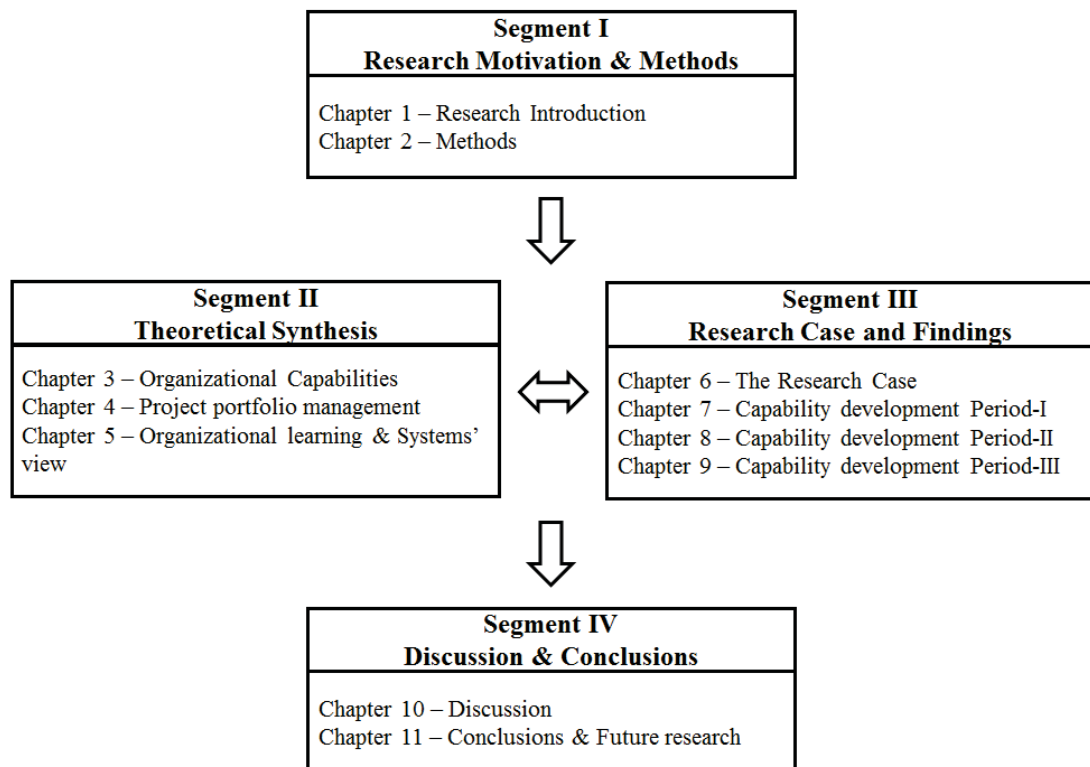 Segment I
Research Motivation & Methods
Chapter 1 – Research Introduction
Chapter 2 – Methods
Segment II
Theoretical Synthesis
Chapter 3 – Organizational Capabilities
Chapter 4 – Project portfolio management
Chapter 5 – Organizational learning & Systems’
view
Segment III
Research Case and Findings
Chapter 6 – The Research Case
Chapter 7 – Capability development Period-I
Chapter 8 – Capability development Period-II
Chapter 9 – Capability development Period-III
Segment IV
Discussion & Conclusions
Chapter 10 – Discussion
Chapter 11 – Conclusions & Future research